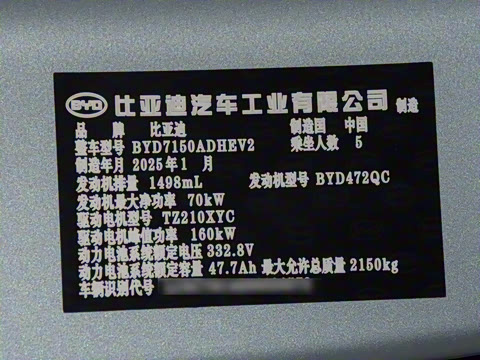 BYD 比亚迪汽车工业有限公司 制造
品 牌 比亚迪 制造国 中国
整车型号 BYD7150ADHEV2 乘坐人数 5
制造年月 2025年1 月
发动机排量 1498mL 发动机型号 BYD472QC
发动机最大净功率 70kW
驱动电机型号 TZ210XYC
驱动电机峰值功率 160kW
动力电池系统额定电压 332.8V
动力电池系统额定容量 47.7Ah 最大允许总质量 2150kg
车辆识别代号